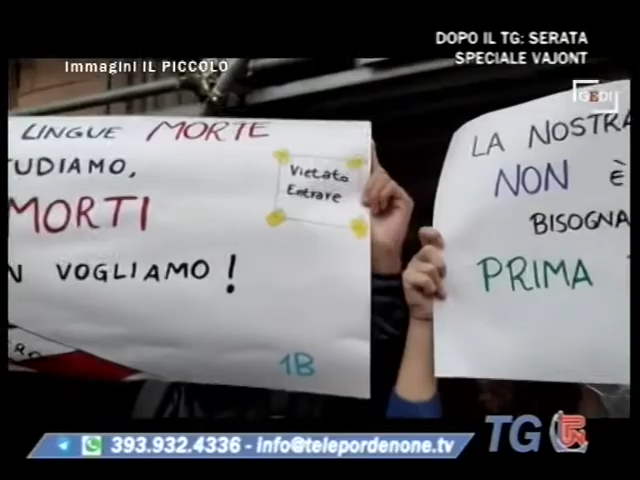 DOPO IL TG: SERATA
SPECIALE VAJONT
Immagini IL PICCOLO
GEDI
LINGUE MORTE
TUDIAMO,
MORTI
N VOGLIAMO!
Vietato
Entrare
1B
LA NOSTRA
NON È
BISOGNA
PRIMA
393.932.4336 - info@telepordenone.tv
TG